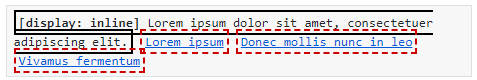 [display: inline] Lorem ipsum dolor sit amet, consectetuer
adipiscing elit. Lorem ipsum Donec mollis nunc in leo
Vivamus fermentum